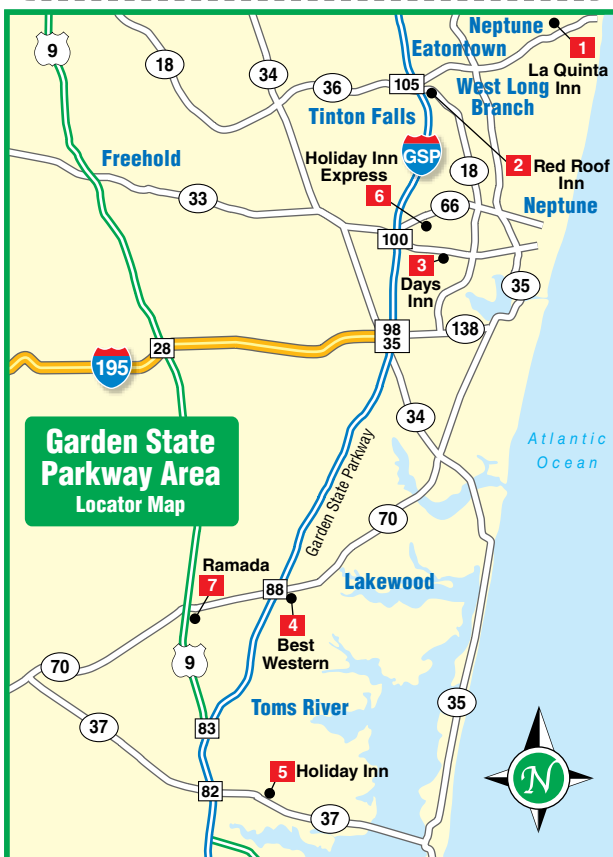 Neptune
9
Eatontown
1
La Quinta
Inn
18
34
36
105
West Long
Branch
Tinton Falls
GSP
Freehold
Holiday Inn
Express
2
Red Roof
Inn
18
6
33
66
Neptune
100
3
Days
Inn
35
98
35
138
28
195
34
Garden State
Parkway Area
Locator Map
Atlantic
Ocean
Garden State Parkway
70
Ramada
7
88
Lakewood
4
Best
Western
70
9
Toms River
35
37
83
N
5
Holiday Inn
82
37